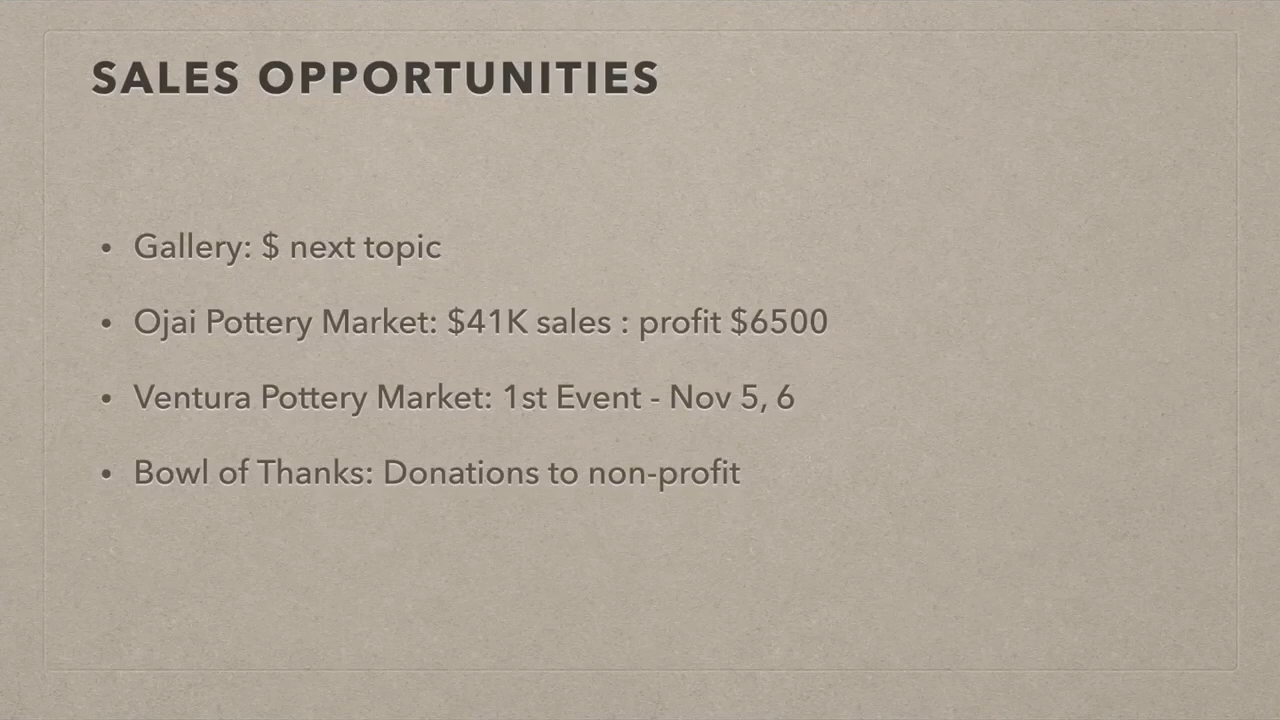 SALES OPPORTUNITIES
• Gallery: $ next topic
• Ojai Pottery Market: $41K sales : profit $6500
• Ventura Pottery Market: 1st Event - Nov 5, 6
• Bowl of Thanks: Donations to non-profit